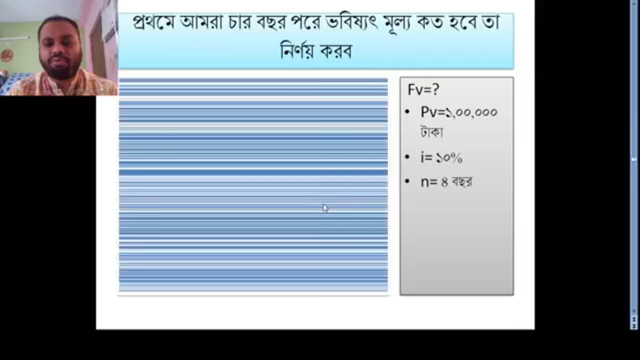 প্রথমে আমরা চার বছর পরে ভবিষ্যৎ মূল্য কত হবে তা
নির্ণয় করব
Fv=?
• Pv=১,০০,০০০
টাকা
• i= ১০%
• n= ৪ বছর